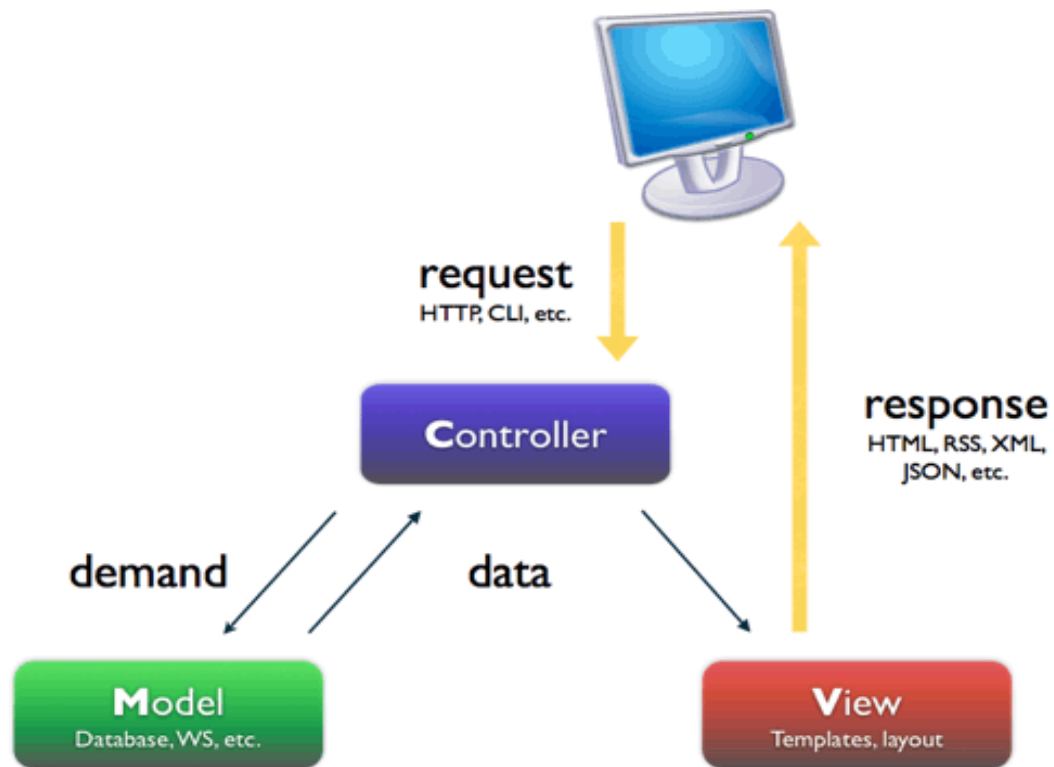 request
HTTP, CLI, etc.
Controller
response
HTML, RSS, XML,
JSON, etc.
demand
data
Model
Database, WS, etc.
View
Templates, layout